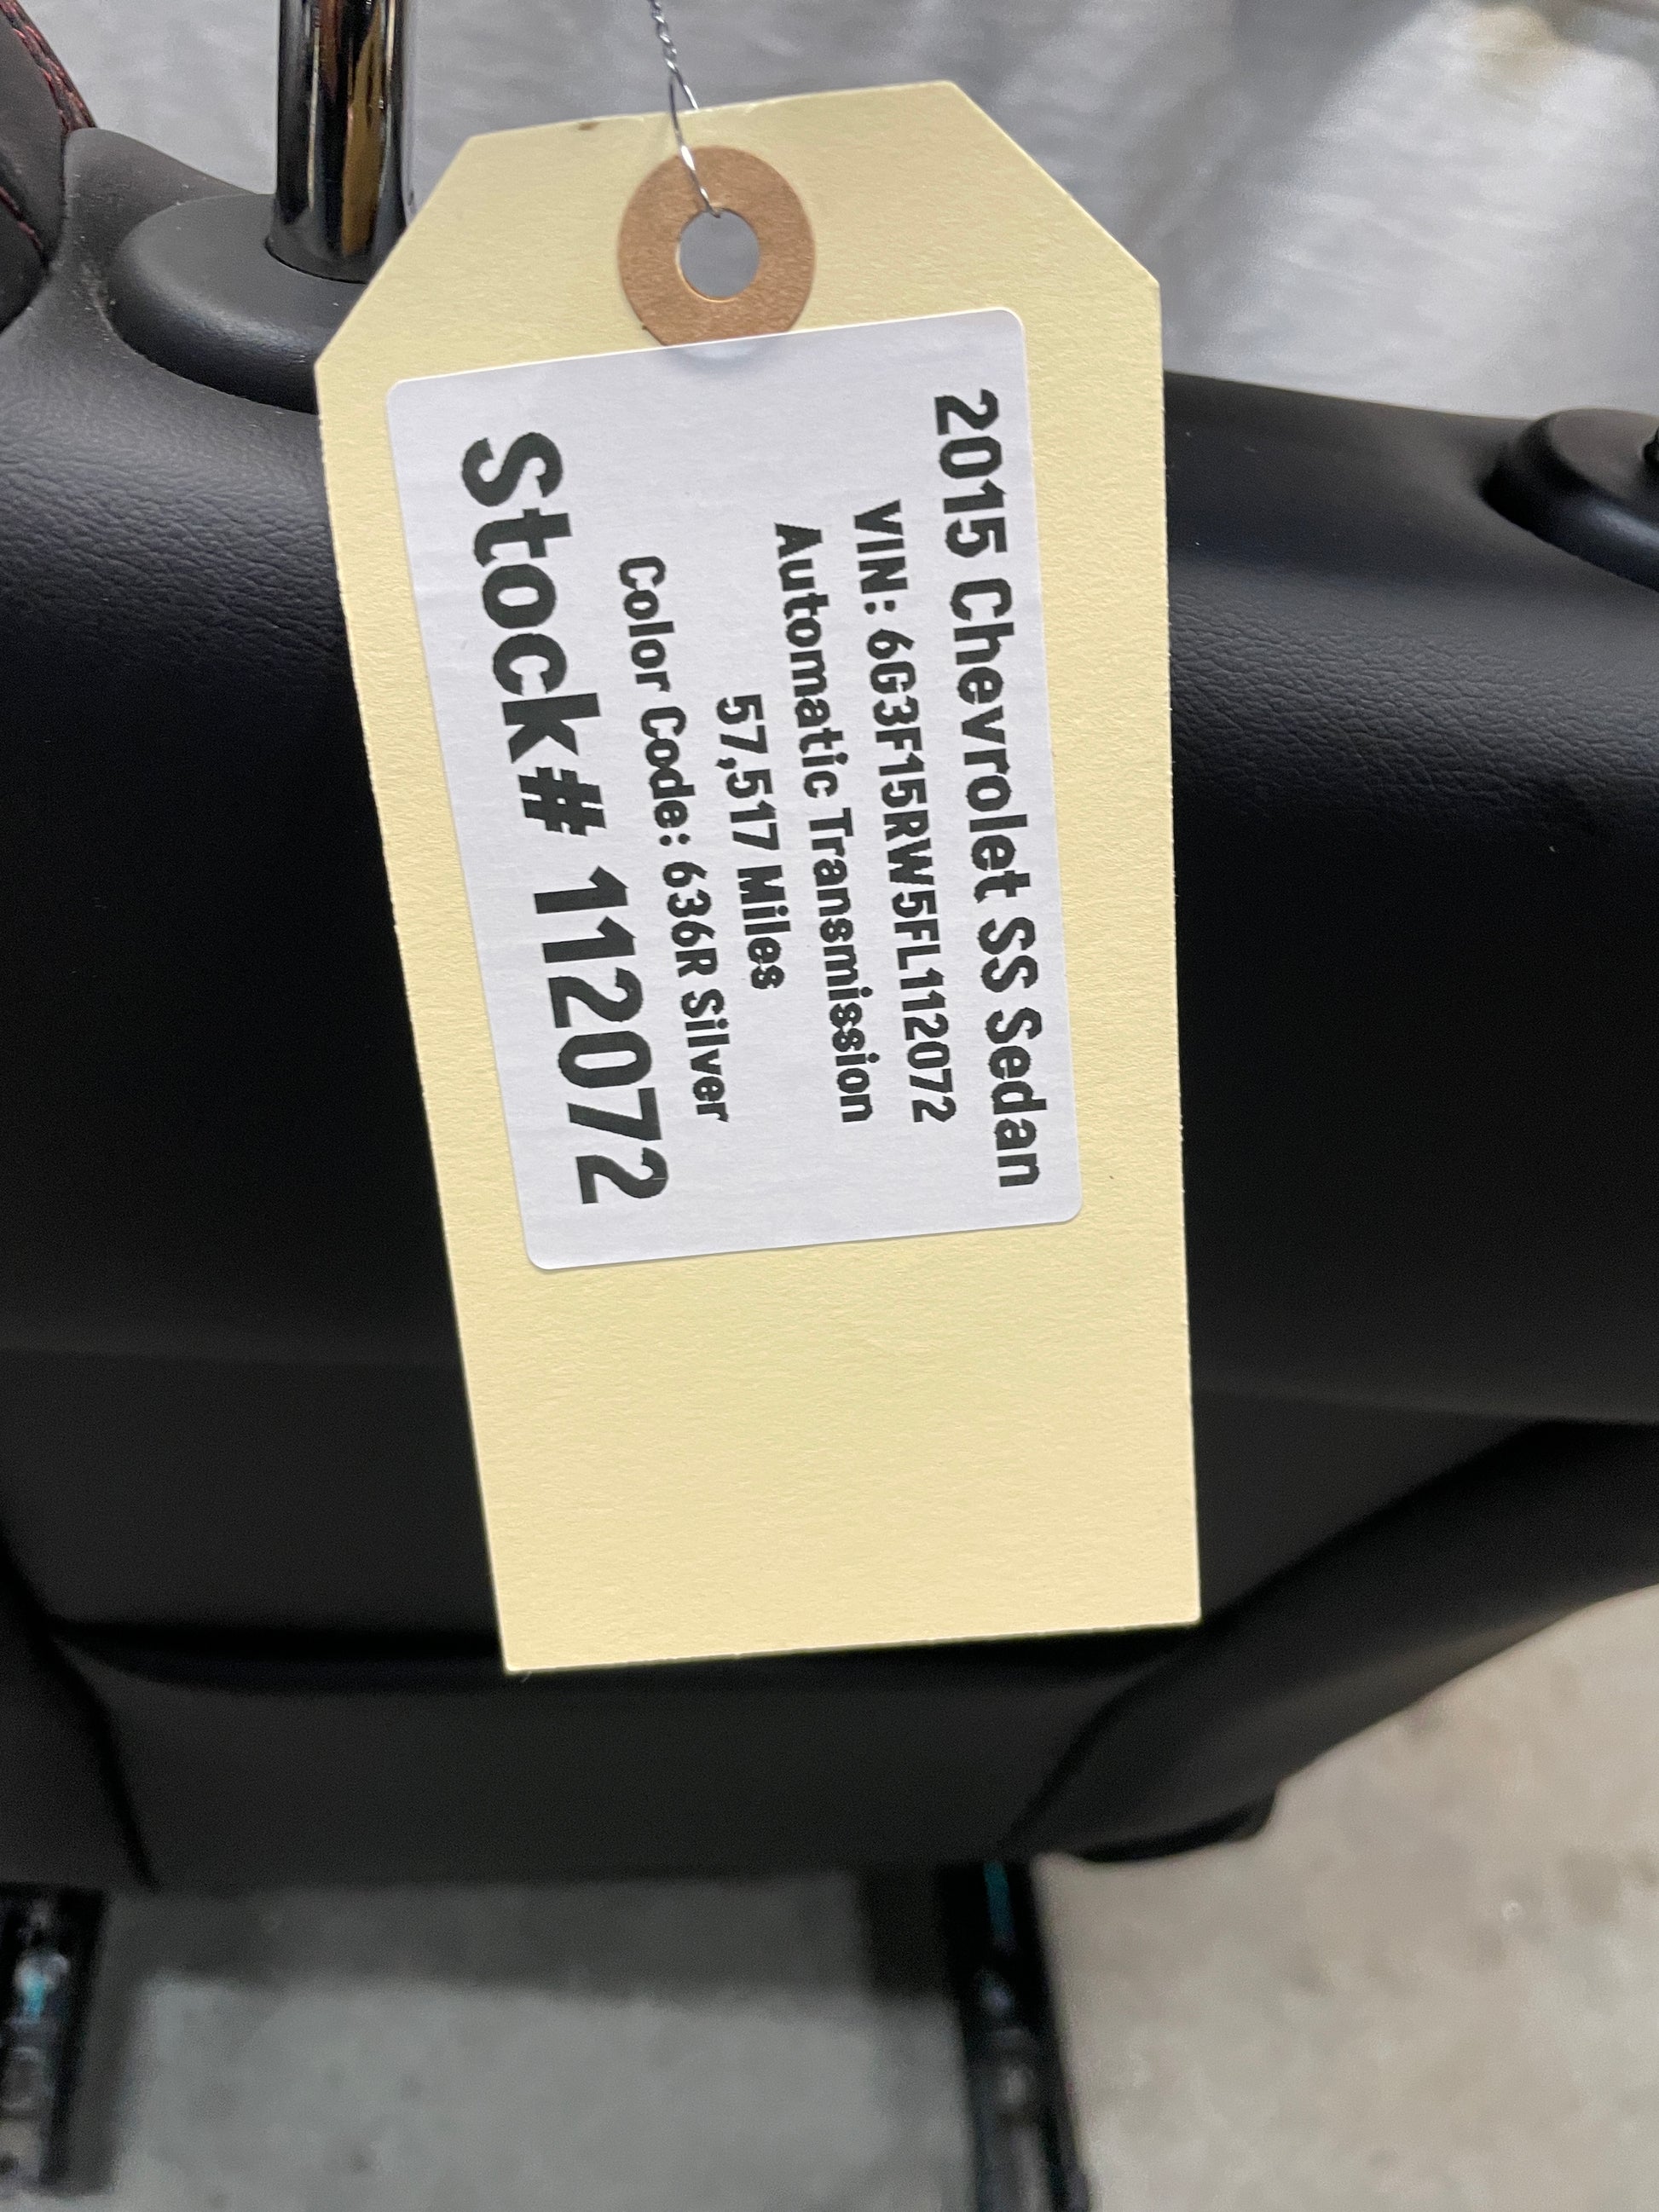 2015 Chevrolet SS Sedan
VIN: 6G3F15RW5FL112072
Automatic Transmission
57,517 Miles
Color Code: 636R Silver
Stock# 112072